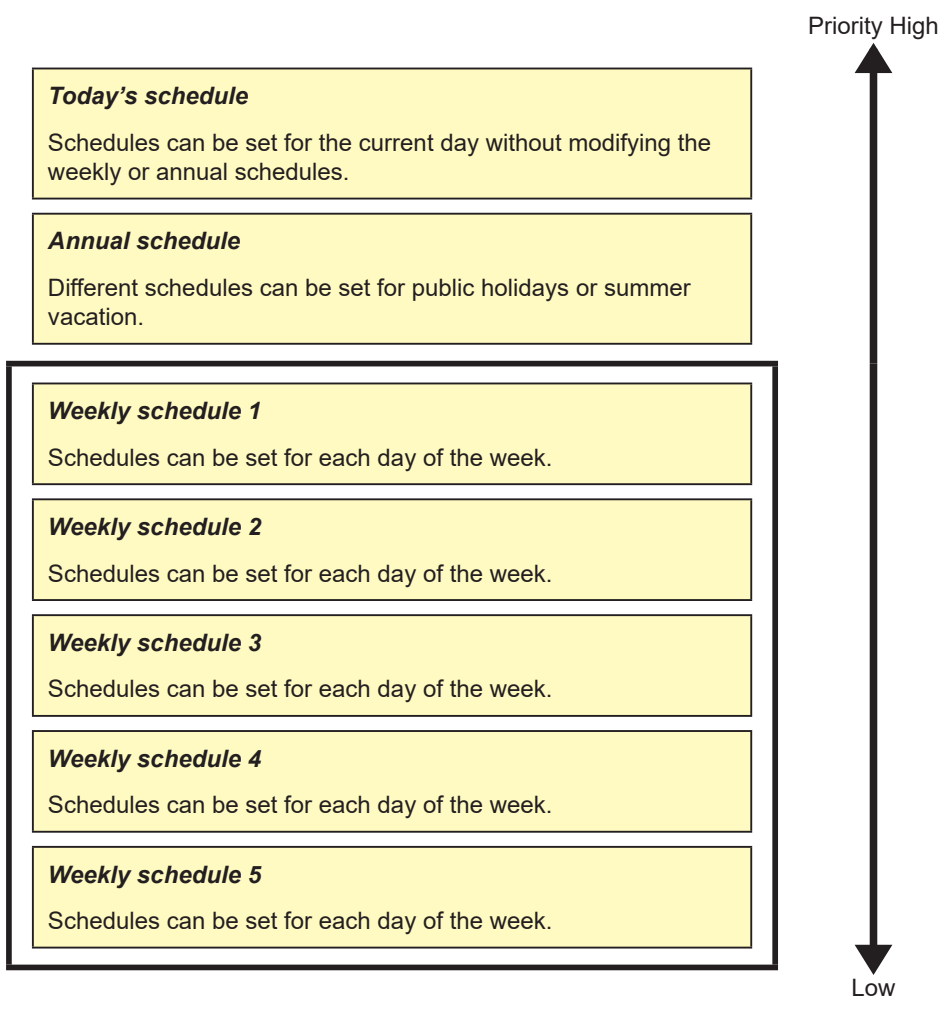 Priority High
Today's schedule
Schedules can be set for the current day without modifying the
weekly or annual schedules.
Annual schedule
Different schedules can be set for public holidays or summer
vacation.
Weekly schedule 1
Schedules can be set for each day of the week.
Weekly schedule 2
Schedules can be set for each day of the week.
Weekly schedule 3
Schedules can be set for each day of the week.
Weekly schedule 4
Schedules can be set for each day of the week.
Weekly schedule 5
Schedules can be set for each day of the week.
Low